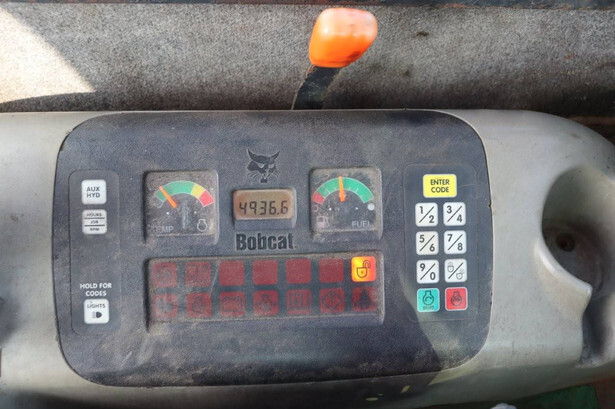 AUX
HYD
HOURS
JOB
RPM
HOLD FOR
CODES
LIGHTS
TEMP
4936.6
FUEL
Bobcat
ENTER
CODE
1/2
3/4
5/6
7/8
9/0